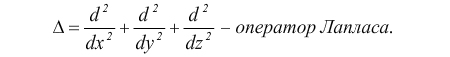 Δ = d²/dx² + d²/dy² + d²/dz² – оператор Лапласа.